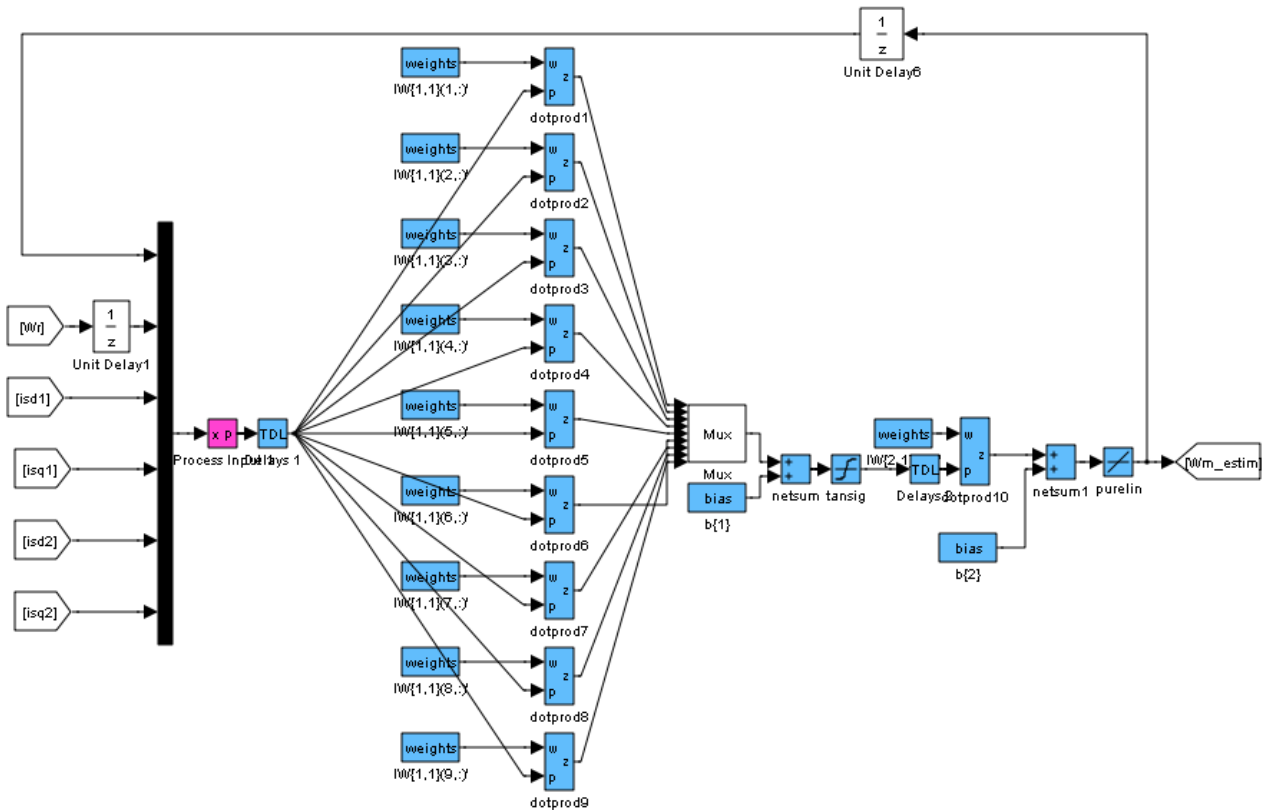 1
z
Unit Delay6
weights
IW{1,1}(1,:)'
w
p
z
dotprod1
weights
IW{1,1}(2,:)'
w
p
z
dotprod2
weights
IW{1,1}(3,:)'
w
p
z
dotprod3
[Wr]
1
z
Unit Delay1
weights
IW{1,1}(4,:)'
w
p
z
dotprod4
[isd1]
weights
IW{1,1}(5,:)'
w
p
z
dotprod5
x p
TDL
Process Input 1
Delays 1
[isq1]
weights
IW{1,1}(6,:)'
w
p
z
dotprod6
[isd2]
weights
IW{1,1}(7,:)'
w
p
z
dotprod7
[isq2]
weights
IW{1,1}(8,:)'
w
p
z
dotprod8
weights
IW{1,1}(9,:)'
w
p
z
dotprod9
Mux
Mux
bias
b{1}
+
+
netsum
tansig
weights
TDL
w
p
z
dotprod10
bias
b{2}
+
+
netsum1
purelin
[Wm_estim]